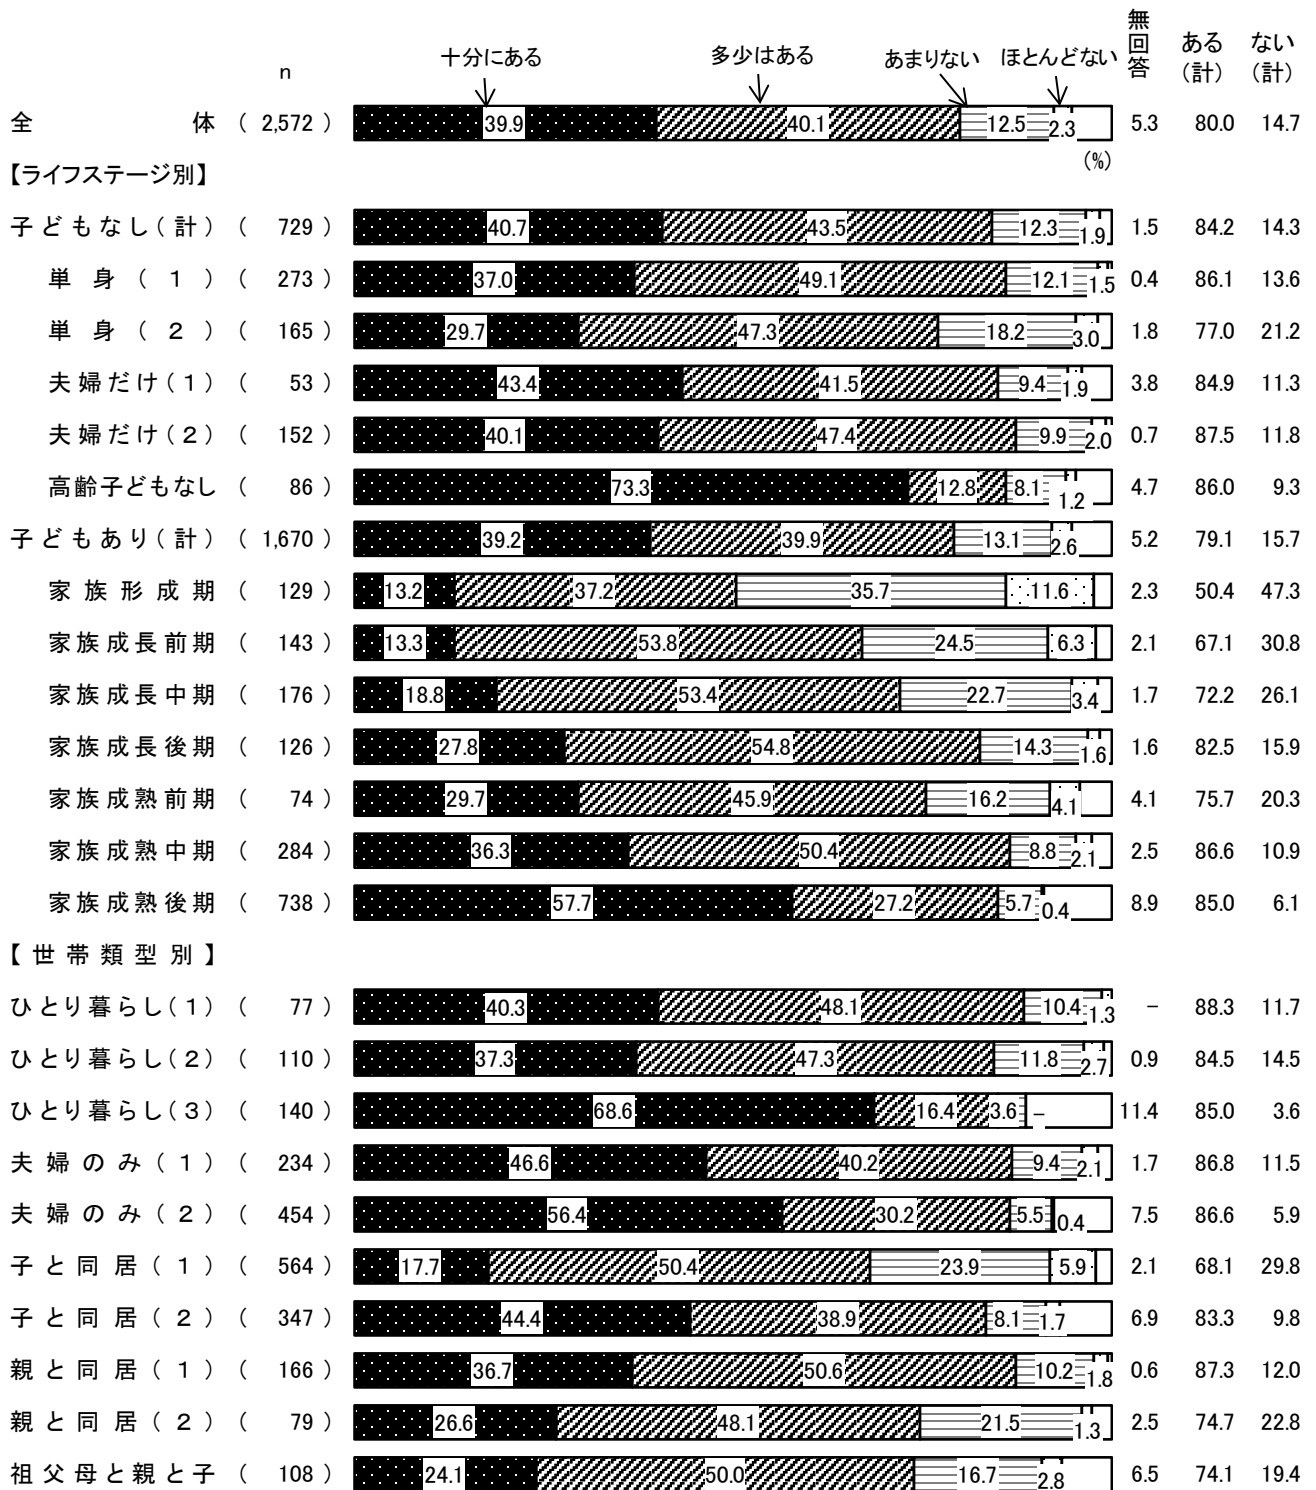 十分にある 多少はある あまりない ほとんどない 無回答 ある(計) ない(計)
n
全体 ( 2,572 ) 39.9 40.1 12.5 2.3 5.3 80.0 14.7
(%)
【ライフステージ別】
子どもなし(計) ( 729 ) 40.7 43.5 12.3 1.9 1.5 84.2 14.3
単身(1) ( 273 ) 37.0 49.1 12.1 1.5 0.4 86.1 13.6
単身(2) ( 165 ) 29.7 47.3 18.2 3.0 1.8 77.0 21.2
夫婦だけ(1) ( 53 ) 43.4 41.5 9.4 1.9 3.8 84.9 11.3
夫婦だけ(2) ( 152 ) 40.1 47.4 9.9 2.0 0.7 87.5 11.8
高齢子どもなし ( 86 ) 73.3 12.8 8.1 1.2 4.7 86.0 9.3
子どもあり(計) ( 1,670 ) 39.2 39.9 13.1 2.6 5.2 79.1 15.7
家族形成期 ( 129 ) 13.2 37.2 35.7 11.6 2.3 50.4 47.3
家族成長前期 ( 143 ) 13.3 53.8 24.5 6.3 2.1 67.1 30.8
家族成長中期 ( 176 ) 18.8 53.4 22.7 3.4 1.7 72.2 26.1
家族成長後期 ( 126 ) 27.8 54.8 14.3 1.6 1.6 82.5 15.9
家族成熟前期 ( 74 ) 29.7 45.9 16.2 4.1 4.1 75.7 20.3
家族成熟中期 ( 284 ) 36.3 50.4 8.8 2.1 2.5 86.6 10.9
家族成熟後期 ( 738 ) 57.7 27.2 5.7 0.4 8.9 85.0 6.1
【世帯類型別】
ひとり暮らし(1) ( 77 ) 40.3 48.1 10.4 1.3 – 88.3 11.7
ひとり暮らし(2) ( 110 ) 37.3 47.3 11.8 2.7 0.9 84.5 14.5
ひとり暮らし(3) ( 140 ) 68.6 16.4 3.6 – 11.4 85.0 3.6
夫婦のみ(1) ( 234 ) 46.6 40.2 9.4 2.1 1.7 86.8 11.5
夫婦のみ(2) ( 454 ) 56.4 30.2 5.5 0.4 7.5 86.6 5.9
子と同居(1) ( 564 ) 17.7 50.4 23.9 5.9 2.1 68.1 29.8
子と同居(2) ( 347 ) 44.4 38.9 8.1 1.7 6.9 83.3 9.8
親と同居(1) ( 166 ) 36.7 50.6 10.2 1.8 0.6 87.3 12.0
親と同居(2) ( 79 ) 26.6 48.1 21.5 1.3 2.5 74.7 22.8
祖父母と親と子 ( 108 ) 24.1 50.0 16.7 2.8 6.5 74.1 19.4